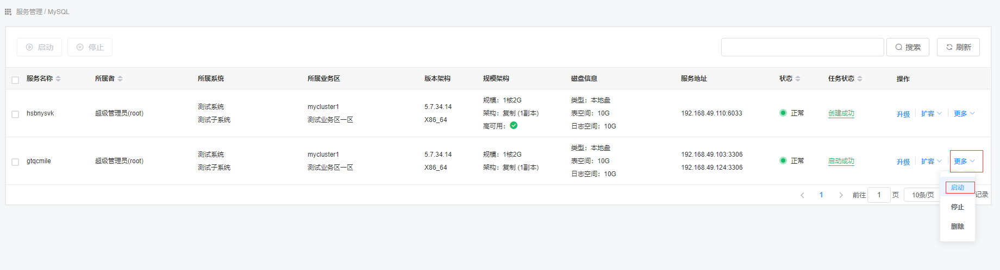 服务管理 / MySQL
启动 停止 搜索 刷新
服务名称 所属者 所属系统 所属业务区 版本架构 规模架构 磁盘信息 服务地址 状态 任务状态 操作
hsbnysvk 超级管理员(root) 测试系统 测试子系统 mycluster1 测试业务区一区 5.7.34.14 X86_64 规模：1核2G 架构：复制 (1副本) 高可用： 类型：本地盘 表空间：10G 日志空间：10G 192.168.49.110:6033 正常 创建成功 升级 扩容 更多
gtqcmile 超级管理员(root) 测试系统 测试子系统 mycluster1 测试业务区一区 5.7.34.14 X86_64 规模：1核2G 架构：复制 (1副本) 类型：本地盘 表空间：10G 日志空间：10G 192.168.49.103:3306 192.168.49.124:3306 正常 启动成功 升级 扩容 更多
启动
停止
删除
1 前往 1 页 10条/页 记录